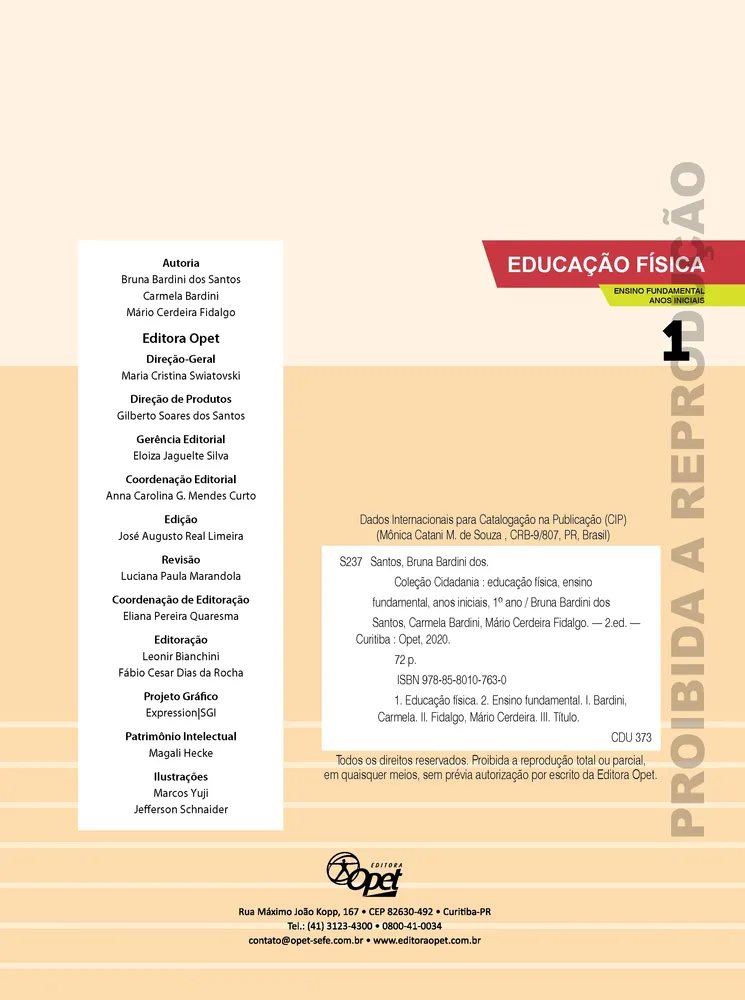 Autoria
Bruna Bardini dos Santos
Carmela Bardini
Mário Cerdeira Fidalgo
Editora Opet
Direção-Geral
Maria Cristina Swiatovski
Direção de Produtos
Gilberto Soares dos Santos
Gerência Editorial
Eloiza Jaguelte Silva
Coordenação Editorial
Anna Carolina G. Mendes Curto
Edição
José Augusto Real Limeira
Revisão
Luciana Paula Marandola
Coordenação de Editoração
Eliana Pereira Quaresma
Editoração
Leonir Bianchini
Fábio Cesar Dias da Rocha
Projeto Gráfico
Expression|SGI
Patrimônio Intelectual
Magali Hecke
Ilustrações
Marcos Yuji
Jefferson Schnaider
EDUCAÇÃO FÍSICA
ENSINO FUNDAMENTAL
ANOS INICIAIS
1
PROIBIDA A REPRODUÇÃO
Dados Internacionais para Catalogação na Publicação (CIP)
(Mônica Catani M. de Souza , CRB-9/807, PR, Brasil)
S237 Santos, Bruna Bardini dos.
Coleção Cidadania : educação física, ensino
fundamental, anos iniciais, 1º ano / Bruna Bardini dos
Santos, Carmela Bardini, Mário Cerdeira Fidalgo. — 2.ed. —
Curitiba : Opet, 2020.
72 p.
ISBN 978-85-8010-763-0
1. Educação física. 2. Ensino fundamental. I. Bardini,
Carmela. II. Fidalgo, Mário Cerdeira. III. Título.
CDU 373
Todos os direitos reservados. Proibida a reprodução total ou parcial,
em quaisquer meios, sem prévia autorização por escrito da Editora Opet.
EDITORA
Opet
Rua Máximo João Kopp, 167 • CEP 82630-492 • Curitiba-PR
Tel.: (41) 3123-4300 • 0800-41-0034
contato@opet-sefe.com.br • www.editoraopet.com.br